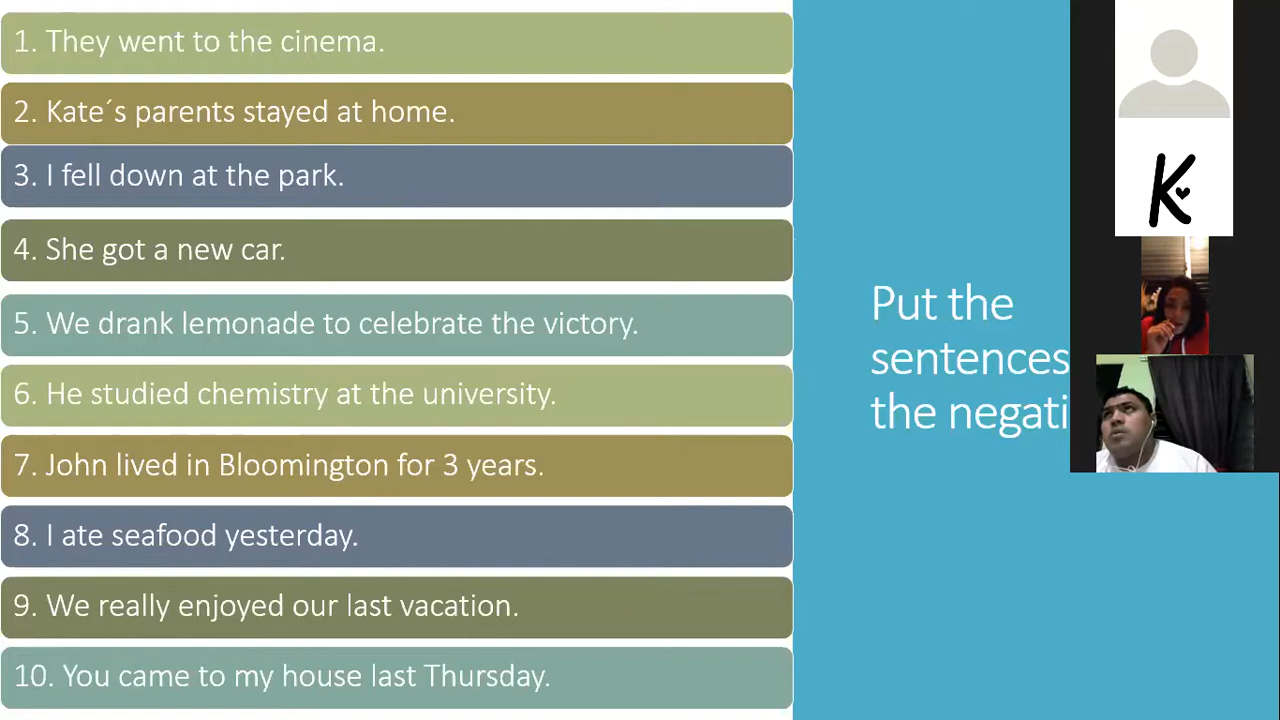 1. They went to the cinema.
2. Kate´s parents stayed at home.
3. I fell down at the park.
4. She got a new car.
5. We drank lemonade to celebrate the victory.
6. He studied chemistry at the university.
7. John lived in Bloomington for 3 years.
8. I ate seafood yesterday.
9. We really enjoyed our last vacation.
10. You came to my house last Thursday.
Put the
sentences
the negati
K